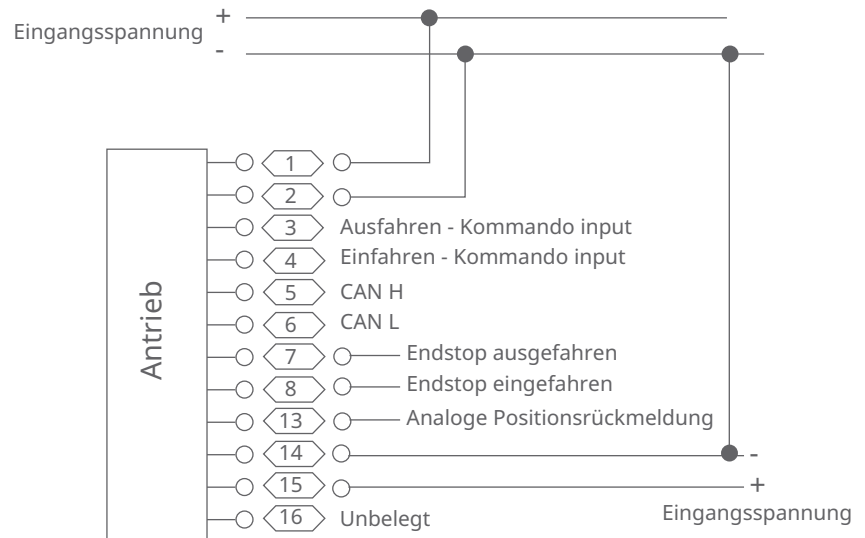 +
Eingangsspannung
-
1
2
3 Ausfahren - Kommando input
4 Einfahren - Kommando input
5 CAN H
6 CAN L
7 Endstop ausgefahren
8 Endstop eingefahren
13 Analoge Positionsrückmeldung
14 -
15 +
Eingangsspannung
16 Unbelegt
Antrieb